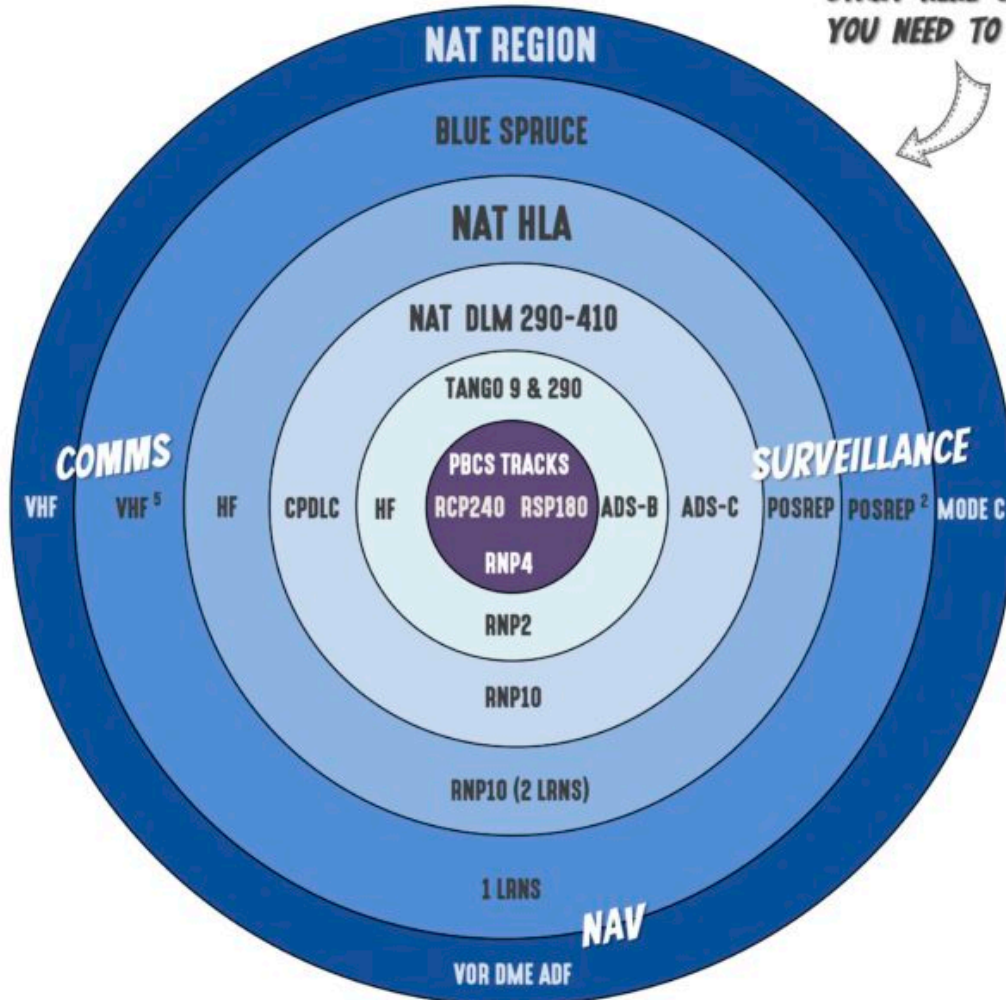 YOU NEED TO
NAT REGION
BLUE SPRUCE
NAT HLA
NAT DLM 290-410
TANGO 9 & 290
COMMS
PBCS TRACKS
SURVEILLANCE
VHF VHF 5 HF CPDLC HF RCP240 RSP180 ADS-B ADS-C POSREP POSREP 2 MODE C
RNP4
RNP2
RNP10
RNP10 (2 LRNS)
1 LRNS
NAV
VOR DME ADF